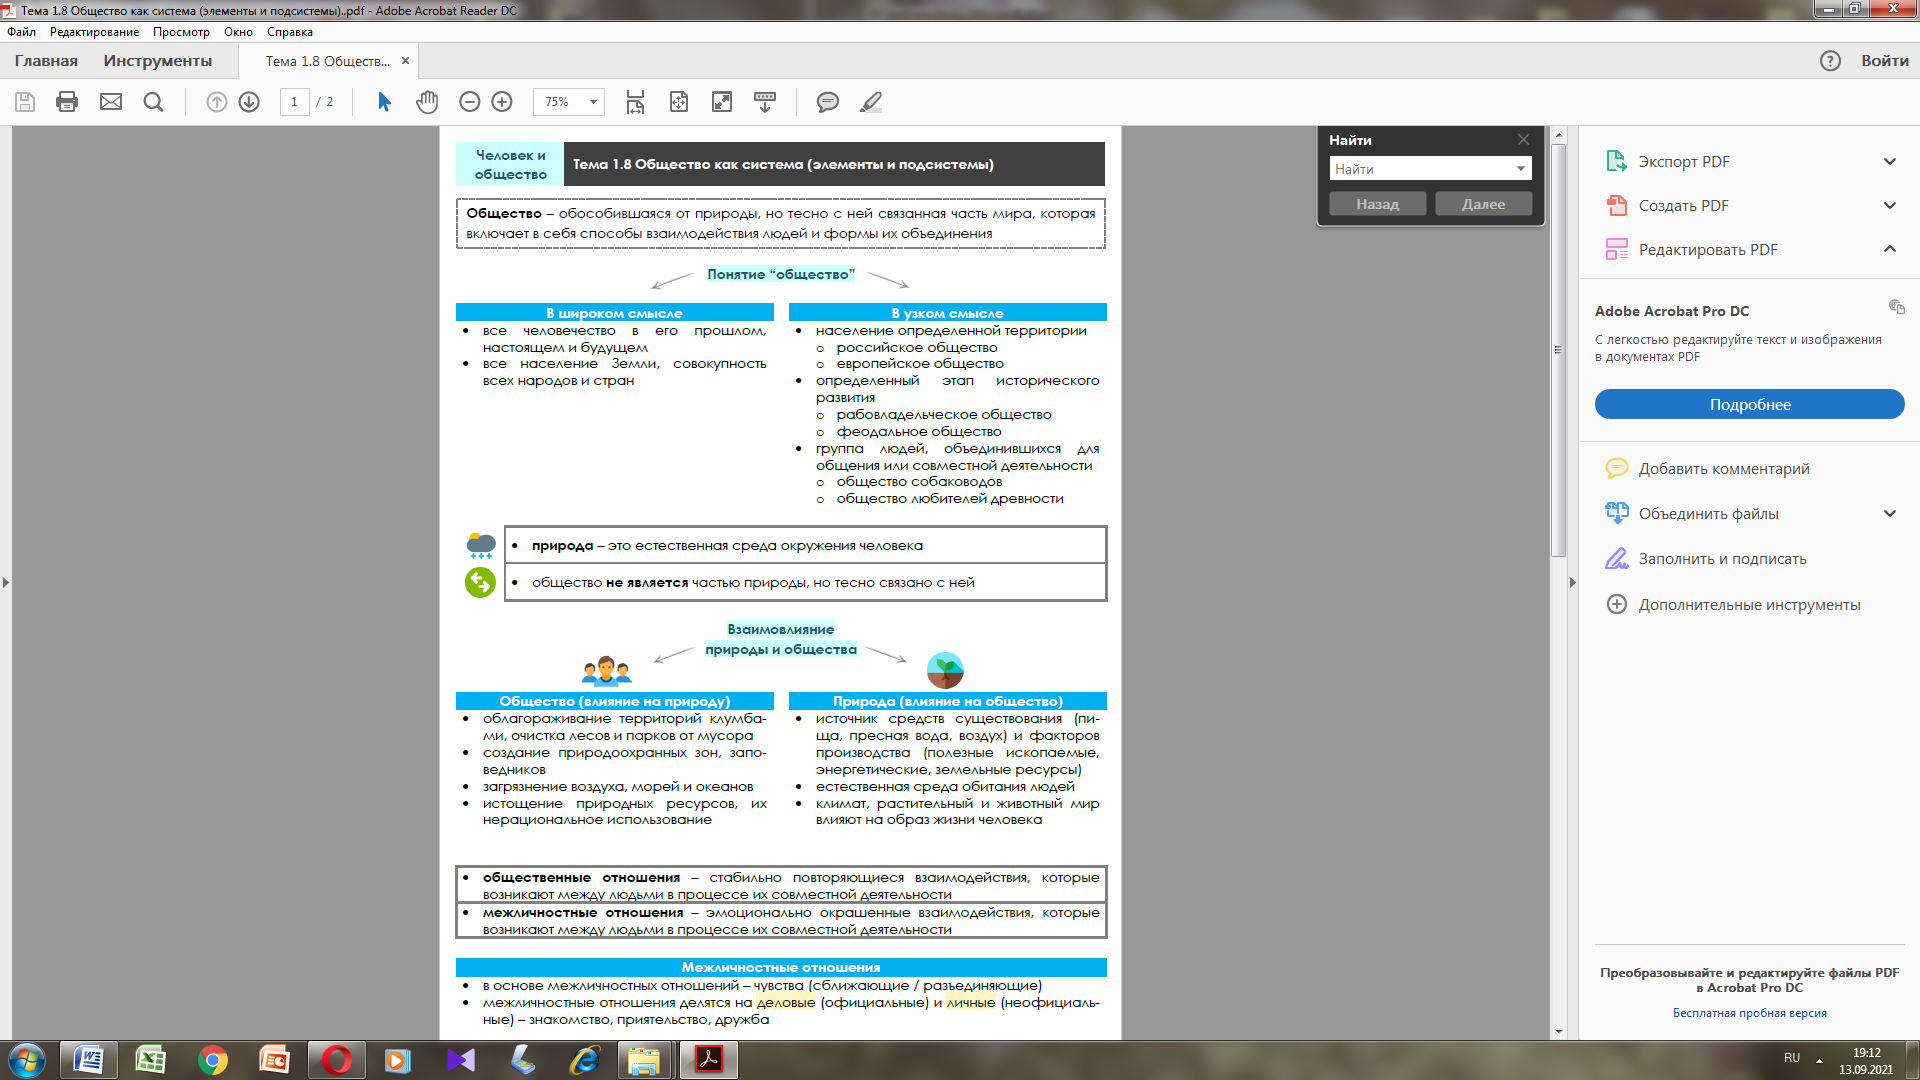 Тема 1.8 Общество как система (элементы и подсистемы)..pdf - Adobe Acrobat Reader DC
Файл Редактирование Просмотр Окно Справка
Главная Инструменты Тема 1.8 Обществ... ×
Войти
1 / 2 75%
Человек и
общество
Тема 1.8 Общество как система (элементы и подсистемы)
Общество – обособившаяся от природы, но тесно с ней связанная часть мира, которая
включает в себя способы взаимодействия людей и формы их объединения
Понятие “общество”
В широком смысле
• все человечество в его прошлом,
настоящем и будущем
• все население Земли, совокупность
всех народов и стран
В узком смысле
• население определенной территории
o российское общество
o европейское общество
• определенный этап исторического
развития
o рабовладельческое общество
o феодальное общество
• группа людей, объединившихся для
общения или совместной деятельности
o общество собаководов
o общество любителей древности
• природа – это естественная среда окружения человека
• общество не является частью природы, но тесно связано с ней
Взаимовлияние
природы и общества
Общество (влияние на природу)
• облагораживание территорий клумба-
ми, очистка лесов и парков от мусора
• создание природоохранных зон, запо-
ведников
• загрязнение воздуха, морей и океанов
• истощение природных ресурсов, их
нерациональное использование
Природа (влияние на общество)
• источник средств существования (пи-
ща, пресная вода, воздух) и факторов
производства (полезные ископаемые,
энергетические, земельные ресурсы)
• естественная среда обитания людей
• климат, растительный и животный мир
влияют на образ жизни человека
• общественные отношения – стабильно повторяющиеся взаимодействия, которые
возникают между людьми в процессе их совместной деятельности
• межличностные отношения – эмоционально окрашенные взаимодействия, которые
возникают между людьми в процессе их совместной деятельности
Межличностные отношения
• в основе межличностных отношений – чувства (сближающие / разъединяющие)
• межличностные отношения делятся на деловые (официальные) и личные (неофициаль-
ные) – знакомство, приятельство, дружба
Найти
Найти
Назад Далее
Экспорт PDF
Создать PDF
Редактировать PDF
Adobe Acrobat Pro DC
С легкостью редактируйте текст и изображения
в документах PDF
Подробнее
Добавить комментарий
Объединить файлы
Заполнить и подписать
Дополнительные инструменты
Преобразовывайте и редактируйте файлы PDF
в Acrobat Pro DC
Бесплатная пробная версия
RU 19:12
13.09.2021